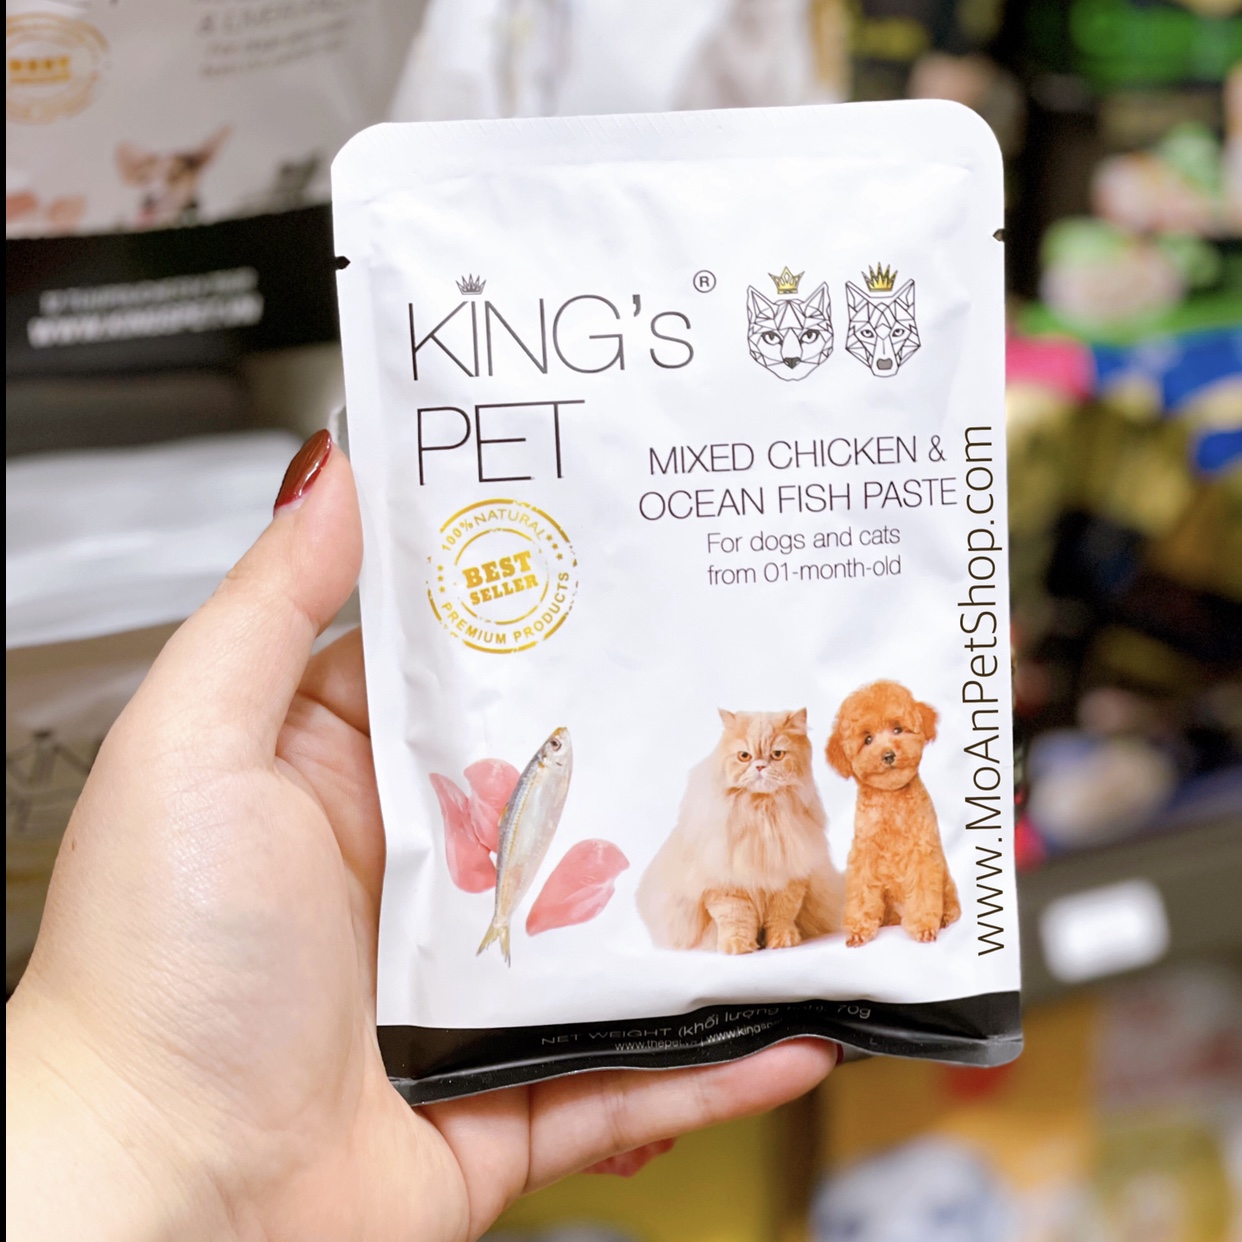 KING's ®
PET
MIXED CHICKEN &
OCEAN FISH PASTE
For dogs and cats
from 01-month-old
100% NATURAL
BEST
SELLER
PREMIUM PRODUCTS
www.MoAnPetShop.com
NET WEIGHT (khối lượng 70g